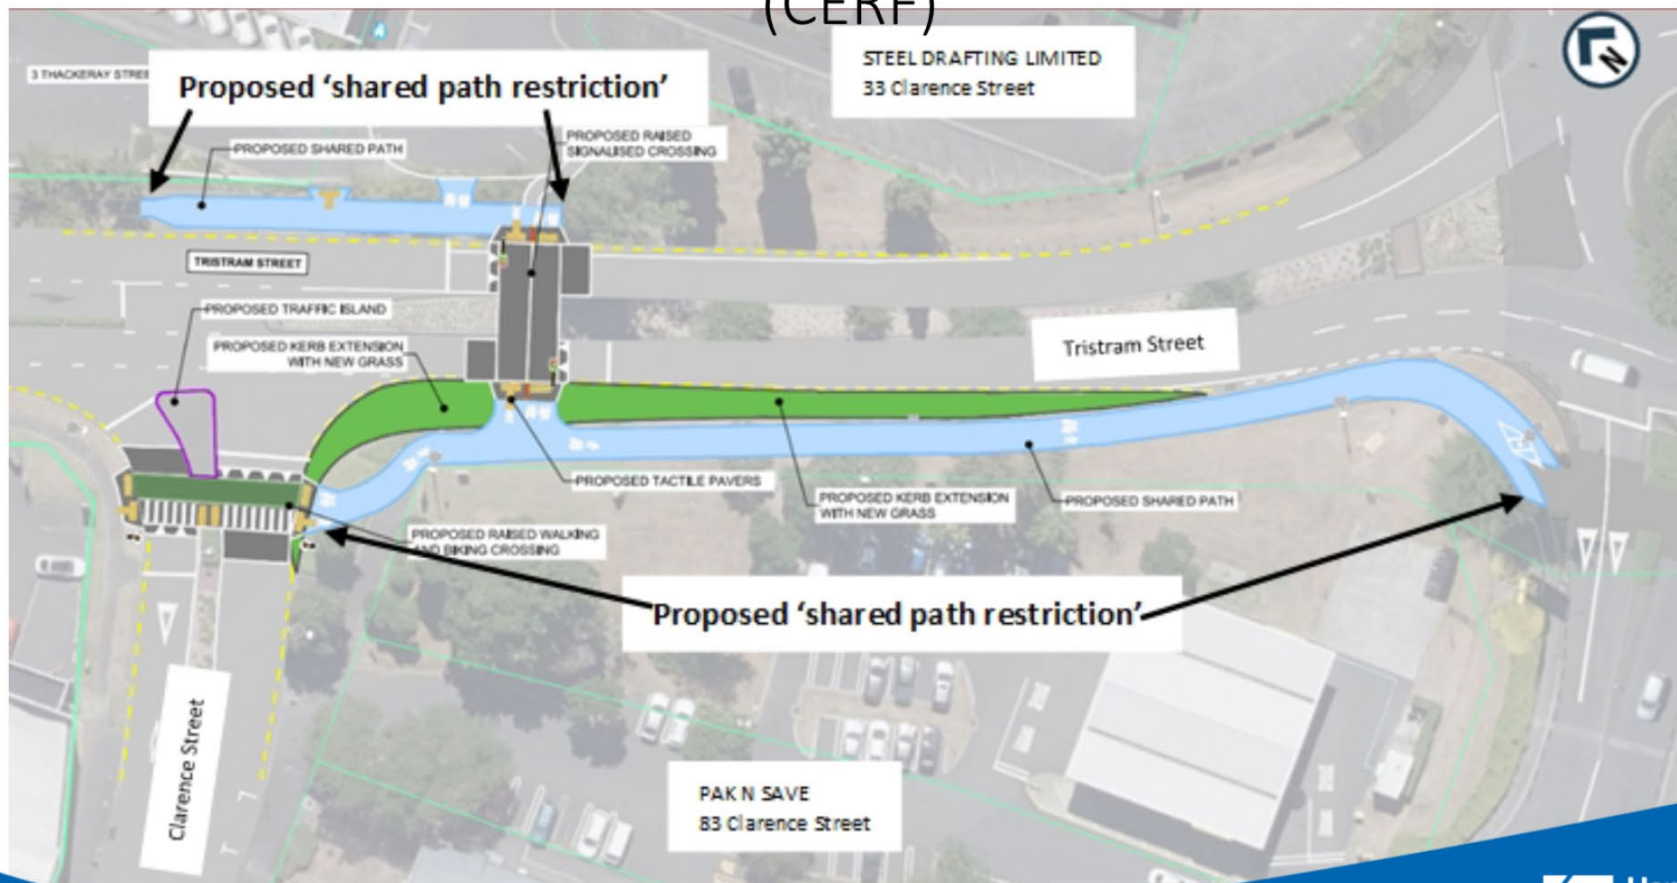 (CERF)
STEEL DRAFTING LIMITED
33 Clarence Street
N
3 THACKERAY STREE
Proposed ‘shared path restriction’
PROPOSED SHARED PATH
PROPOSED RAISED
SIGNALISED CROSSING
TRISTRAM STREET
PROPOSED TRAFFIC ISLAND
PROPOSED KERB EXTENSION
WITH NEW GRASS
Tristram Street
PROPOSED TACTILE PAVERS
PROPOSED KERB EXTENSION
WITH NEW GRASS
PROPOSED SHARED PATH
PROPOSED RAISED WALKING
AND BIKING CROSSING
Proposed ‘shared path restriction’
Clarence Street
PAK N SAVE
83 Clarence Street